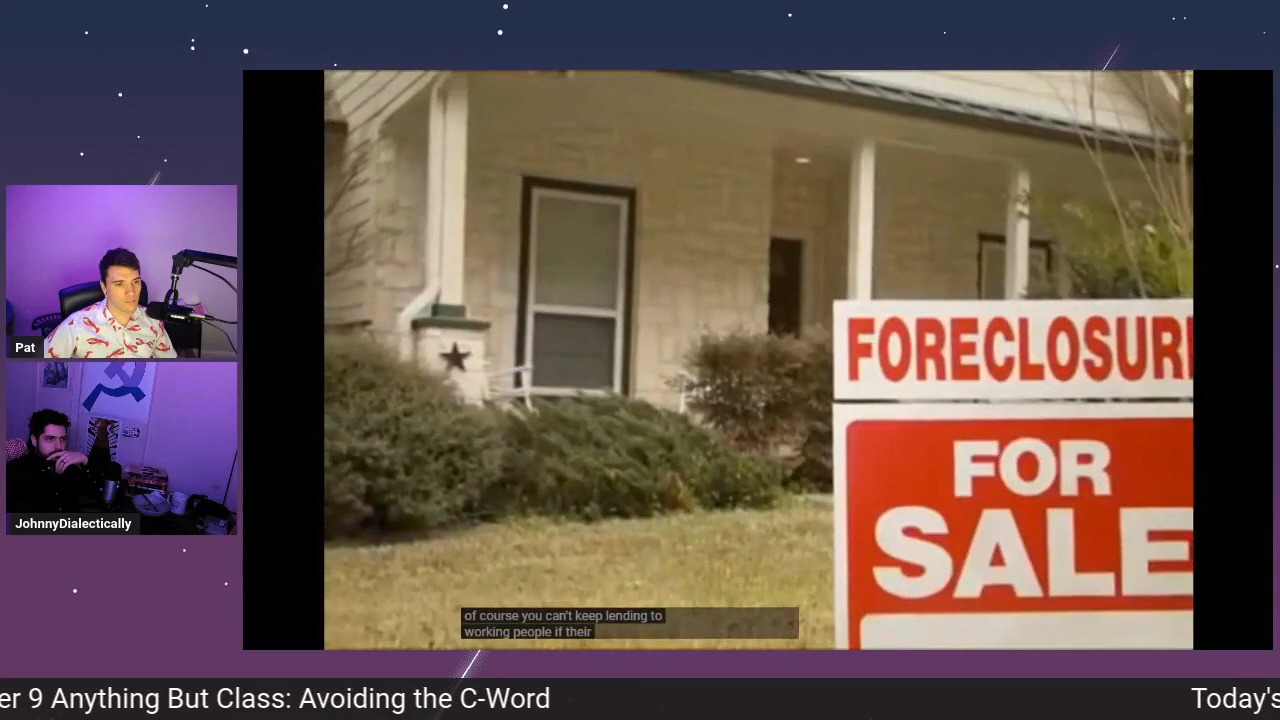 Pat
JohnnyDialectically
FORECLOSUR
FOR
SALE
of course you can't keep lending to
working people if their
er 9 Anything But Class: Avoiding the C-Word
Today's